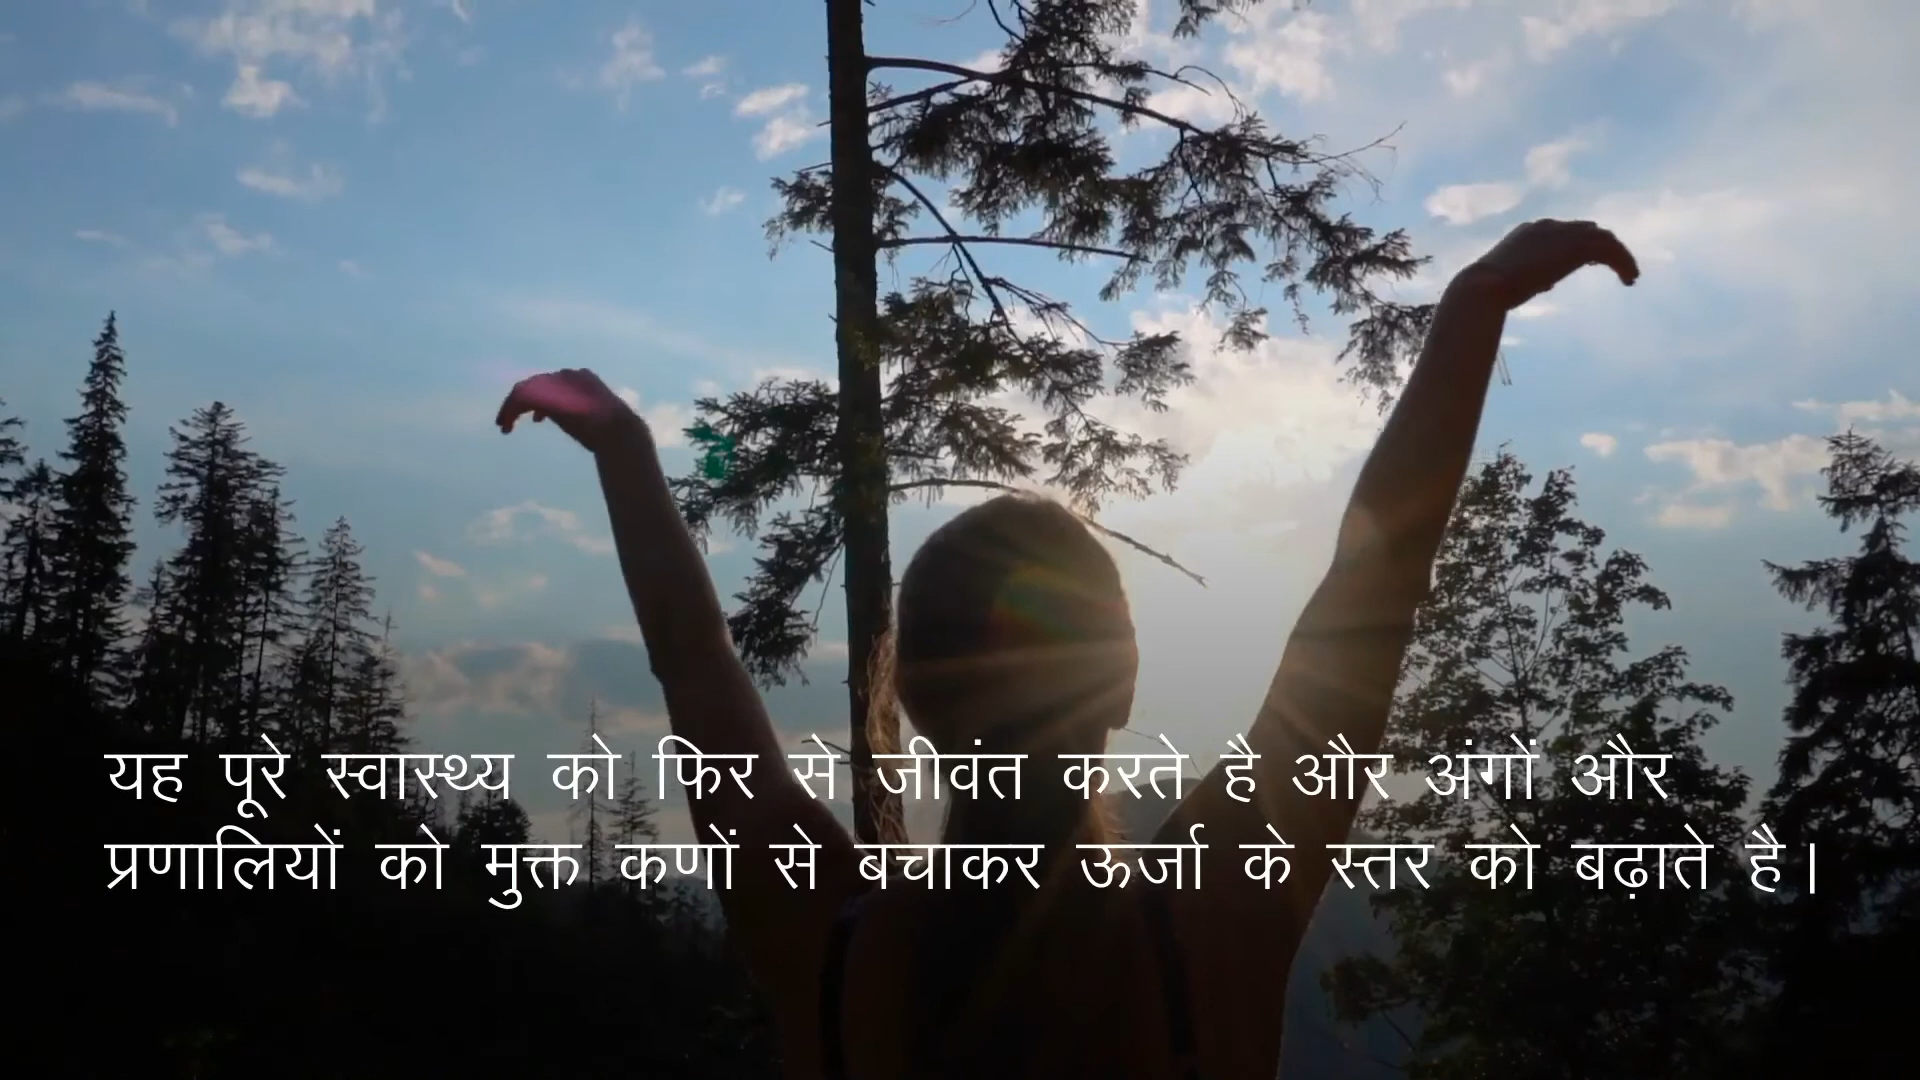 यह पूरे स्वास्थ्य को फिर से जीवंत करते है और अंगों और
प्रणालियों को मुक्त कणों से बचाकर ऊर्जा के स्तर को बढ़ाते है।